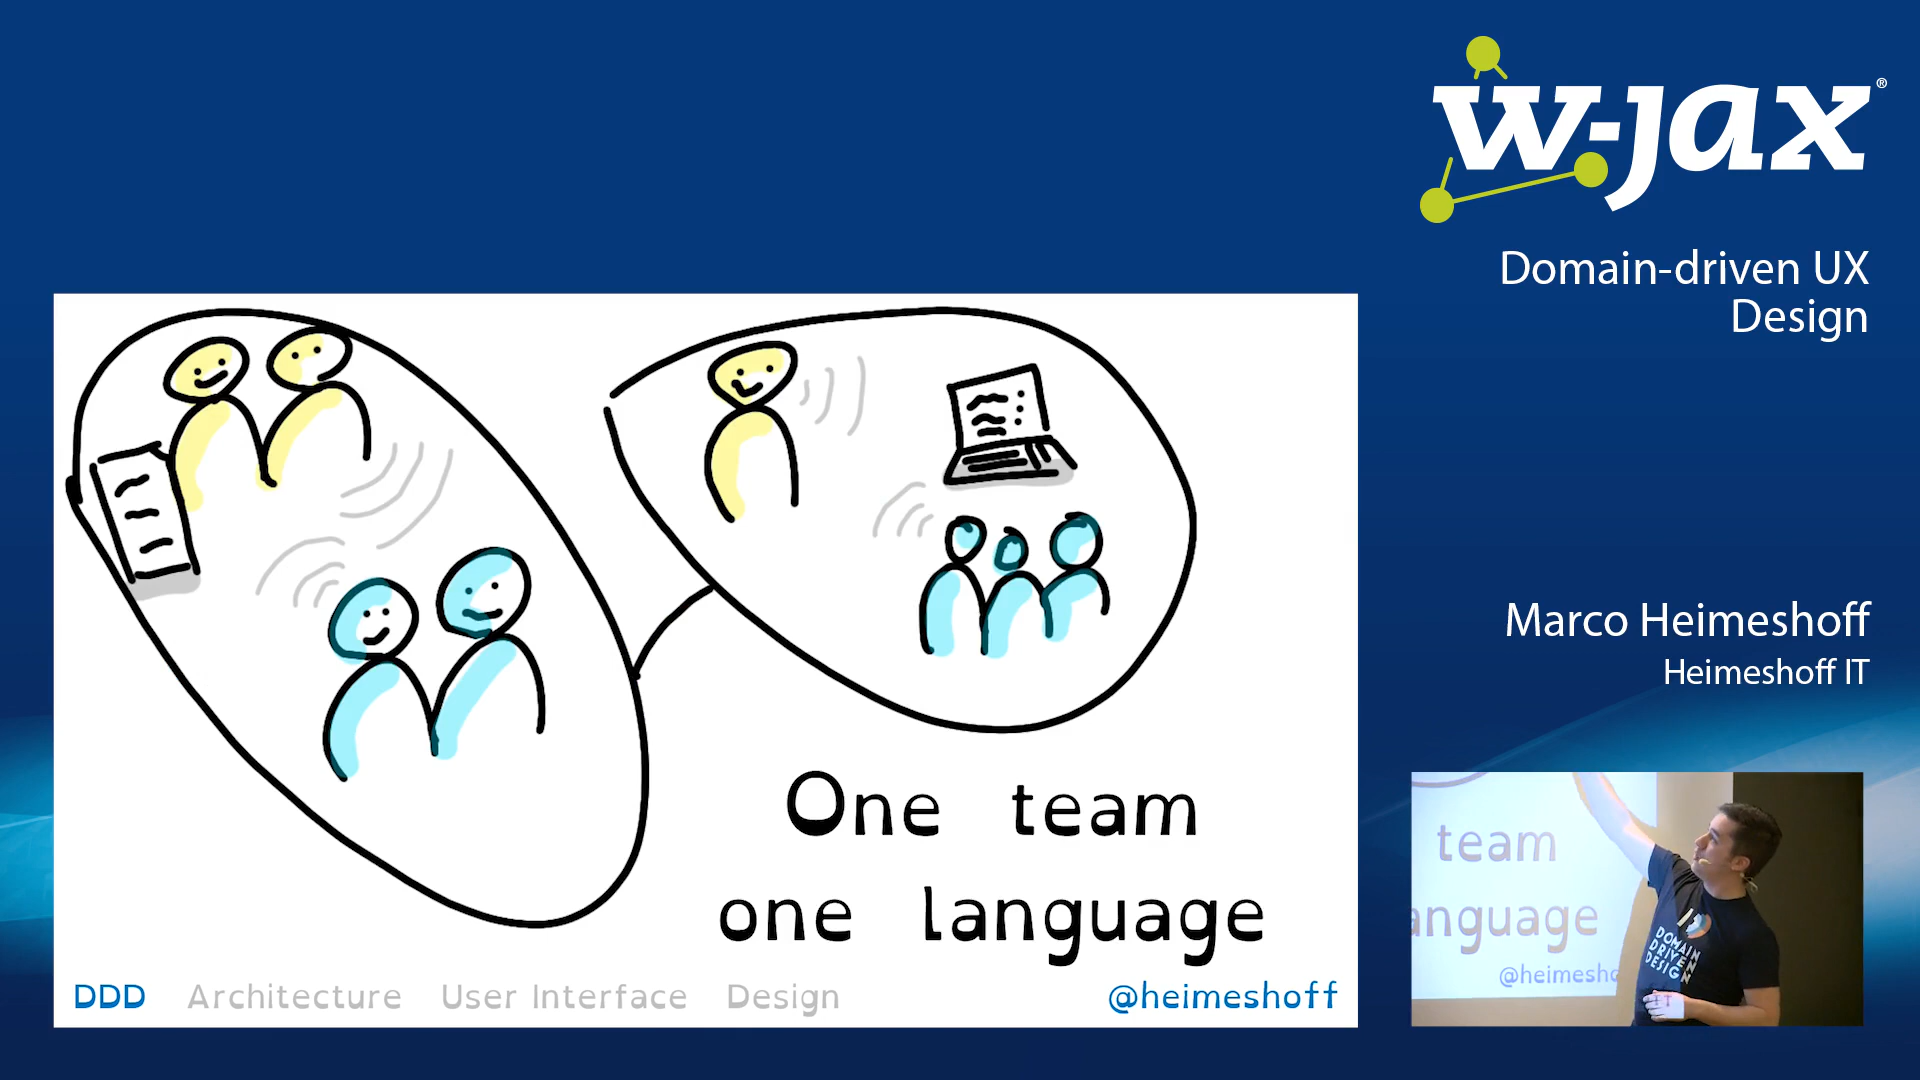 w-jax®
Domain-driven UX
Design
One team
one language
DDD Architecture User Interface Design @heimeshoff
Marco Heimeshoff
Heimeshoff IT
team
anguage
@heimesho
DOMAIN
DRIVEN
DESIGN